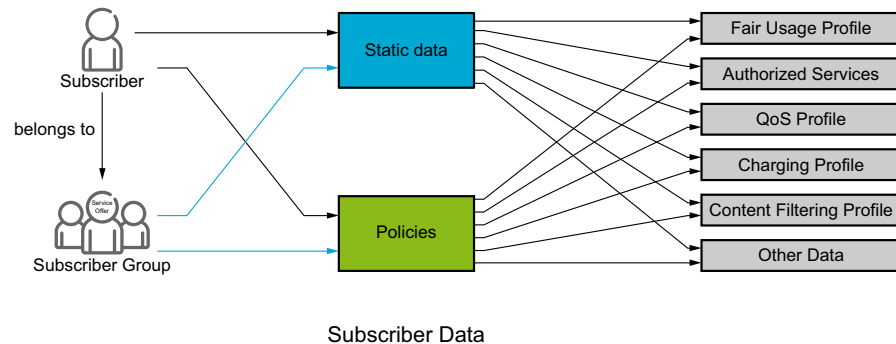 Subscriber
belongs to
Service
Offer
Subscriber Group
Static data
Policies
Fair Usage Profile
Authorized Services
QoS Profile
Charging Profile
Content Filtering Profile
Other Data
Subscriber Data